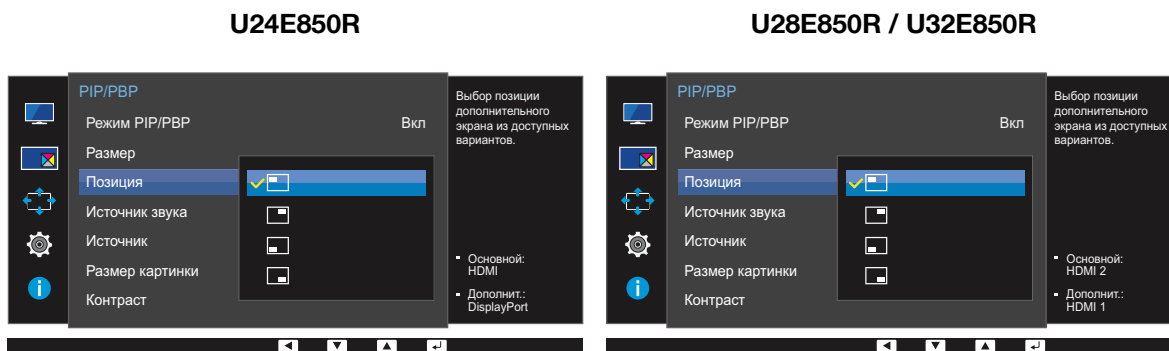 U24E850R
PIP/PBP
Режим PIP/PBP Вкл
Размер
Позиция
Источник звука
Источник
Размер картинки
Контраст
Выбор позиции
дополнительного
экрана из доступных
вариантов.
Основной:
HDMI
Дополнит.:
DisplayPort
U28E850R / U32E850R
PIP/PBP
Режим PIP/PBP Вкл
Размер
Позиция
Источник звука
Источник
Размер картинки
Контраст
Выбор позиции
дополнительного
экрана из доступных
вариантов.
Основной:
HDMI 2
Дополнит.:
HDMI 1